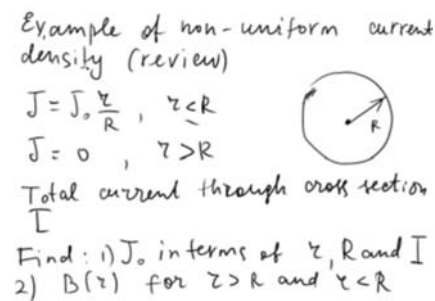 Example of non-uniform current
density (review)
J = J₀ r/R , r ≤ R
J = 0 , r > R
R
Total current through cross section
I
Find: 1) J₀ in terms of r, R and I
2) B(r) for r > R and r < R